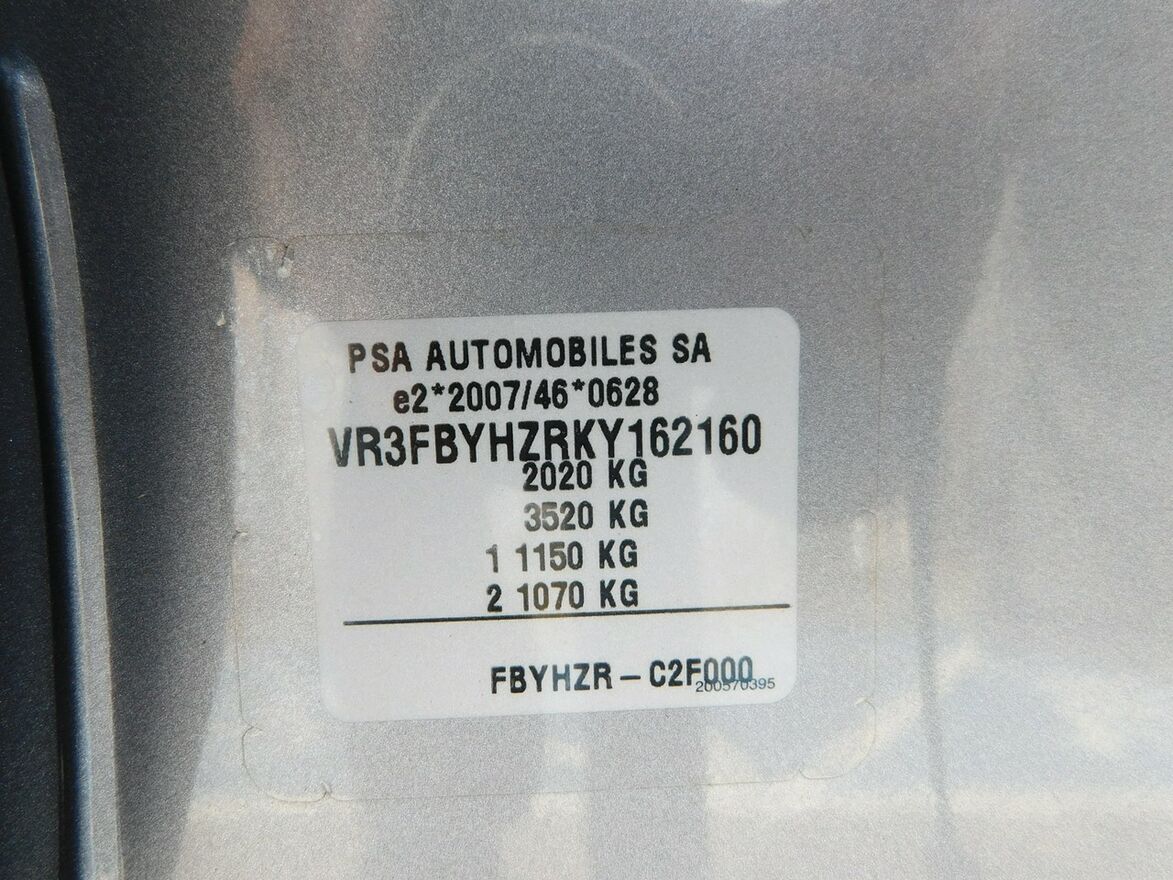 PSA AUTOMOBILES SA
e2*2007/46*0628
VR3FBYHZRKY162160
2020 KG
3520 KG
1 1150 KG
2 1070 KG
FBYHZR – C2F000
200570395